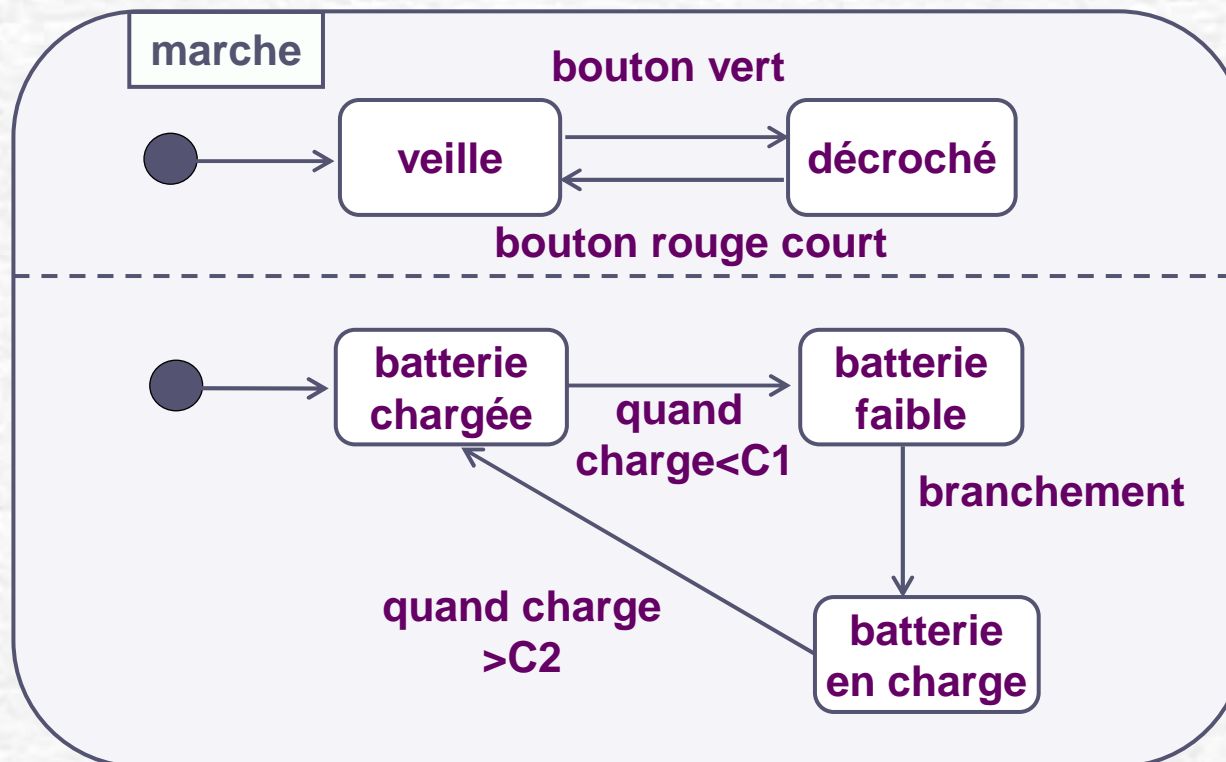 marche
bouton vert
veille
décroché
bouton rouge court
batterie
chargée
quand
charge<C1
batterie
faible
branchement
quand charge
>C2
batterie
en charge